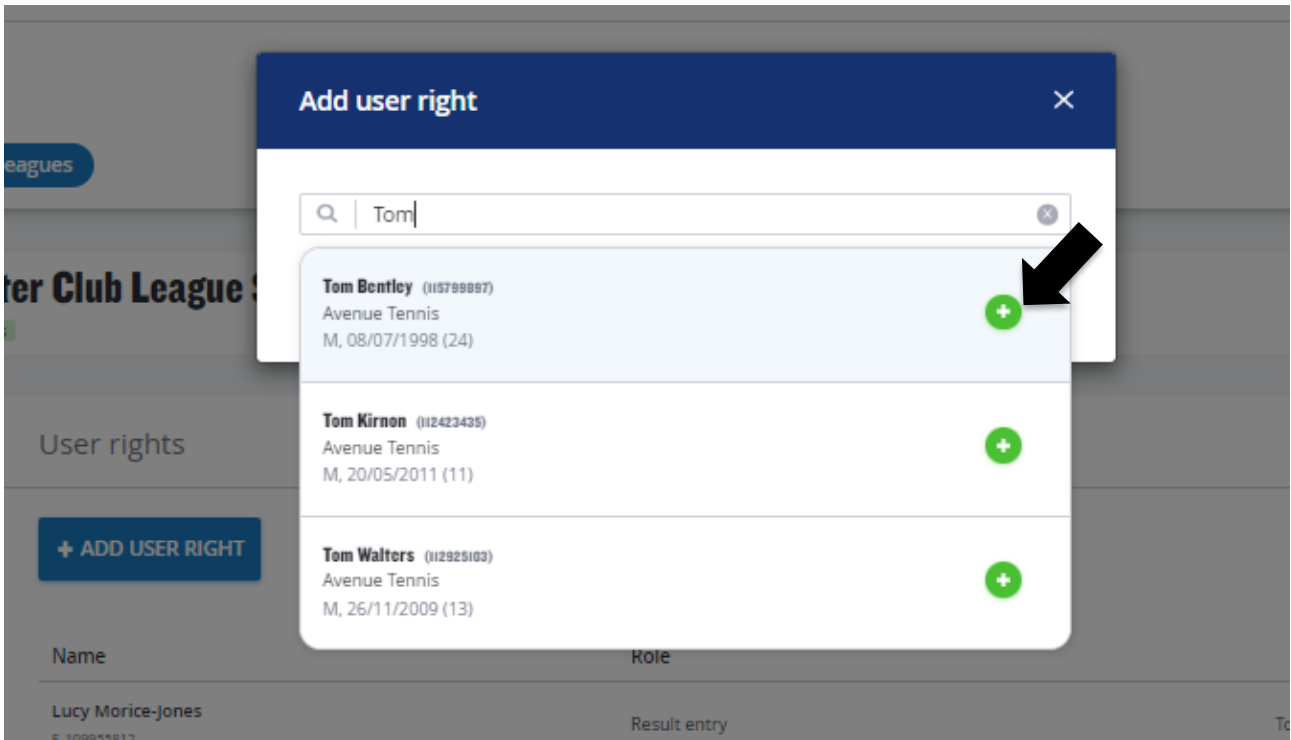 Add user right
eagues
Tom
ter Club League
Tom Bentley (115799897)
Avenue Tennis
M, 08/07/1998 (24)
Tom Kirnon (112423435)
Avenue Tennis
M, 20/05/2011 (11)
User rights
+ ADD USER RIGHT
Tom Walters (112925103)
Avenue Tennis
M, 26/11/2009 (13)
Name
Role
Lucy Morice-Jones
Result entry
To